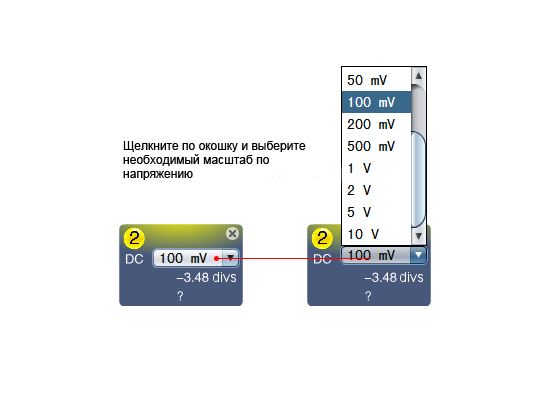 50 mV
100 mV
200 mV
500 mV
1 V
2 V
5 V
10 V
Щелкните по окошку и выберите
необходимый масштаб по
напряжению
2
DC 100 mV
−3.48 divs
?
2
DC 100 mV
−3.48 divs
?